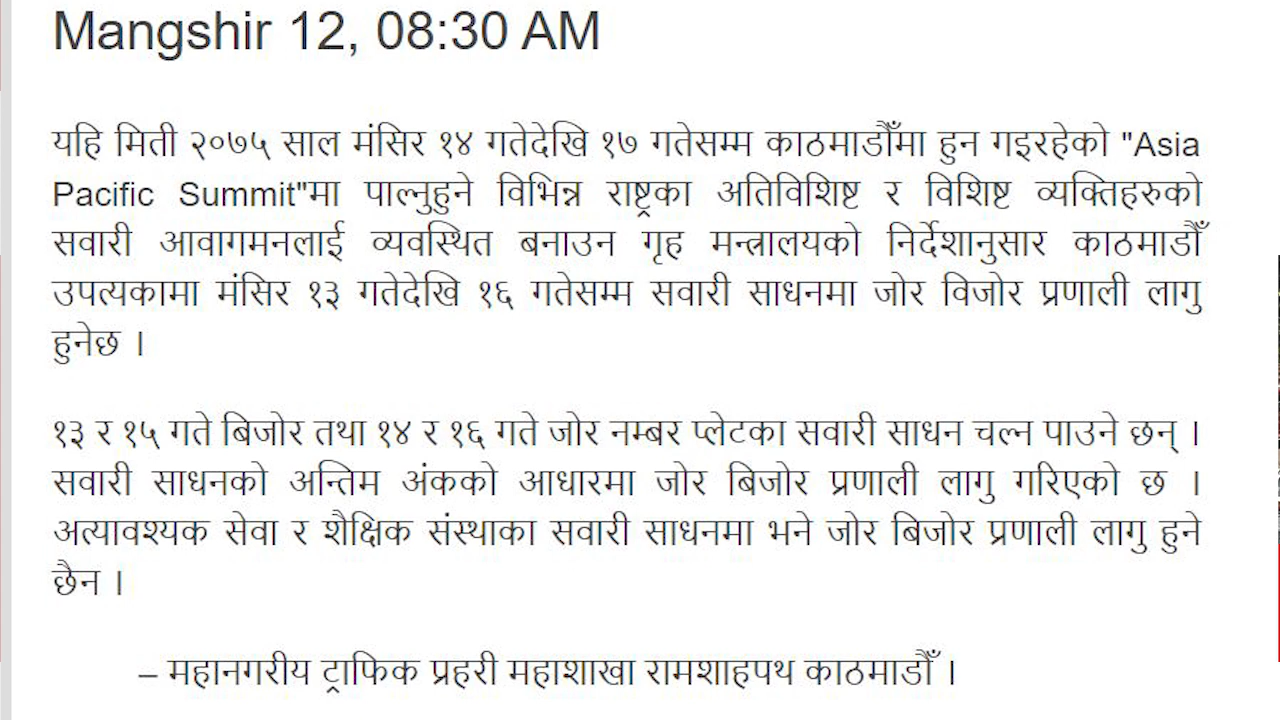 Mangshir 12, 08:30 AM
यहि मिती २०७५ साल मंसिर १४ गतेदेखि १७ गतेसम्म काठमाडौँमा हुन गइरहेको "Asia
Pacific Summit"मा पाल्नुहुने विभिन्न राष्ट्रका अतिविशिष्ट र विशिष्ट व्यक्तिहरुको
सवारी आवागमनलाई व्यवस्थित बनाउन गृह मन्त्रालयको निर्देशानुसार काठमाडौँ
उपत्यकामा मंसिर १३ गतेदेखि १६ गतेसम्म सवारी साधनमा जोर विजोर प्रणाली लागु
हुनेछ ।
१३ र १५ गते बिजोर तथा १४ र १६ गते जोर नम्बर प्लेटका सवारी साधन चल्न पाउने छन् ।
सवारी साधनको अन्तिम अंकको आधारमा जोर बिजोर प्रणाली लागु गरिएको छ ।
अत्यावश्यक सेवा र शैक्षिक संस्थाका सवारी साधनमा भने जोर बिजोर प्रणाली लागु हुने
छैन ।
– महानगरीय ट्राफिक प्रहरी महाशाखा रामशाहपथ काठमाडौँ ।